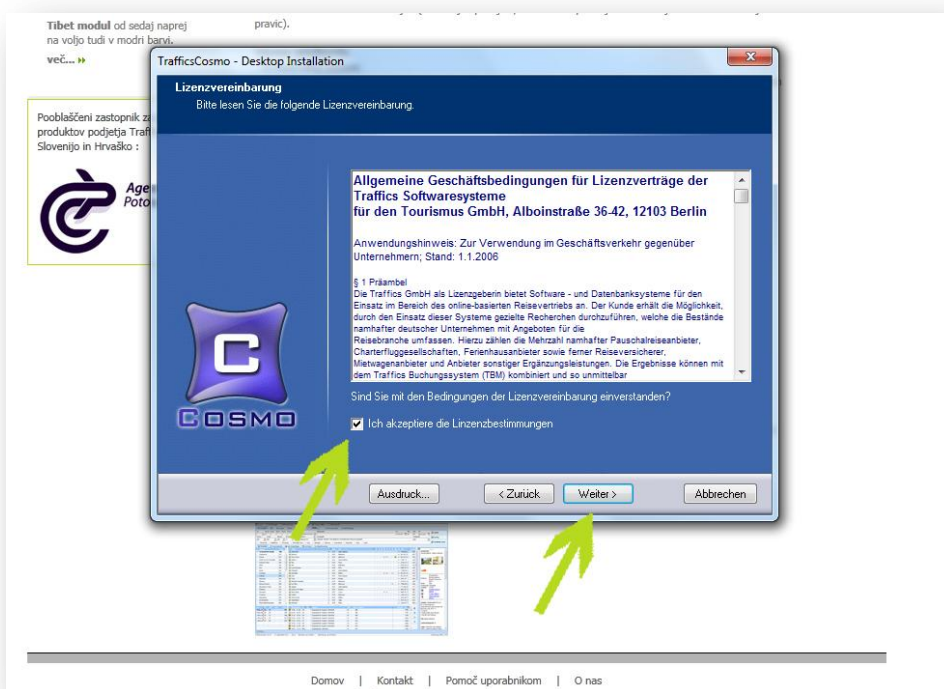 Tibet modul od sedaj naprej
na voljo tudi v modri barvi.
več...
pravic).
Pooblaščeni zastopnik
produktov podjetja
Slovenijo in Hrvaško :
TrafficsCosmo - Desktop Installation
Lizenzvereinbarung
Bitte lesen Sie die folgende Lizenzvereinbarung.
Allgemeine Geschäftsbedingungen für Lizenzverträge der
Traffics Softwaresysteme
für den Tourismus GmbH, Alboinstraße 36-42, 12103 Berlin
Anwendungshinweis: Zur Verwendung im Geschäftsverkehr gegenüber
Unternehmern; Stand: 1.1.2006
§ 1 Präambel
Die Traffics GmbH als Lizenzgeberin bietet Software - und Datenbanksysteme für den
Einsatz im Bereich des online-basierten Reisevertriebs an. Der Kunde erhält die Möglichkeit,
durch den Einsatz dieser Systeme gezielte Recherchen durchzuführen, welche die Bestände
namhafter deutscher Unternehmen mit Angeboten für die
Reisebranche umfassen. Hierzu zählen die Mehrzahl namhafter Pauschalreiseanbieter,
Charterfluggesellschaften, Ferienhausanbieter sowie ferner Reiseversicherer,
Mietwagenanbieter und Anbieter sonstiger Ergänzungsleistungen. Die Ergebnisse können mit
dem Traffics Buchungssystem (TBM) kombiniert und so unmittelbar
Sind Sie mit den Bedingungen der Lizenzvereinbarung einverstanden?
Ich akzeptiere die Linzenzbestimmungen
COSMO
Ausdruck...
< Zurück
Weiter >
Abbrechen
Domov | Kontakt | Pomoč uporabnikom | O nas